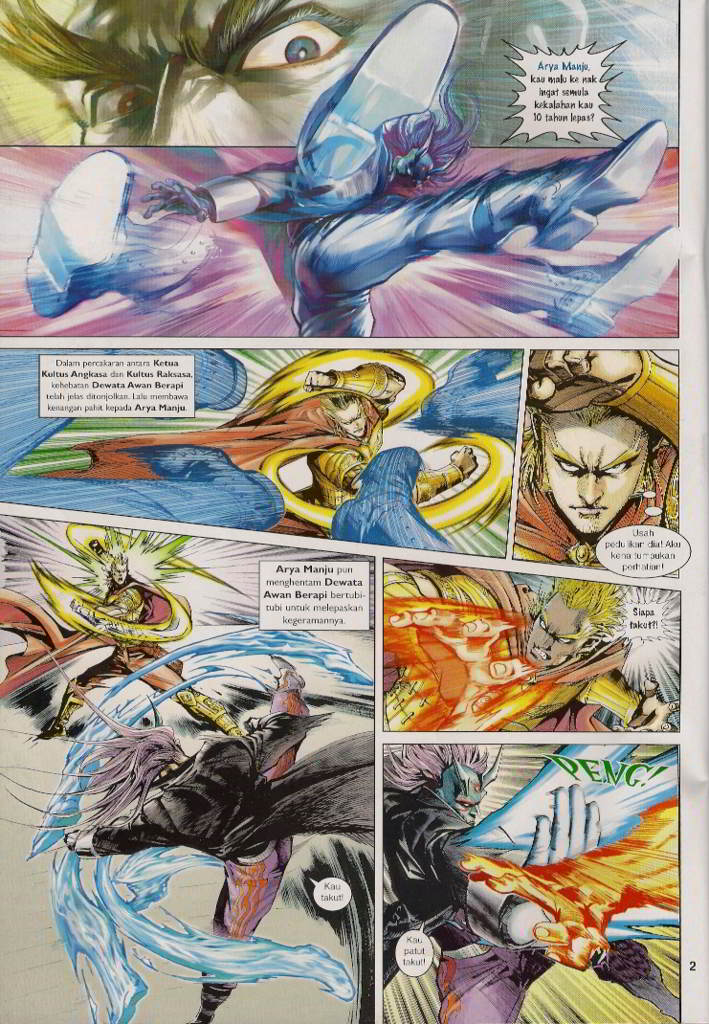 Arya Manju,
kau malu ke nak
ingat semula
kekalahan kau
10 tahun lepas?
Dalam percakaran antara Ketua
Kultus Angkasa dan Kultus Raksasa,
kehebatan Dewata Awan Berapi
telah jelas ditonjolkan. Lalu membawa
kenangan pahit kepada Arya Manju.
Usah
pedulikan dia! Aku
kena tumpukan
perhatian!
Arya Manju pun
menghentam Dewata
Awan Berapi bertubi-
tubi untuk melepaskan
kegeramannya.
Siapa
takut?!
Kau
takut!
PENG!
Kau
patut
takut!
2